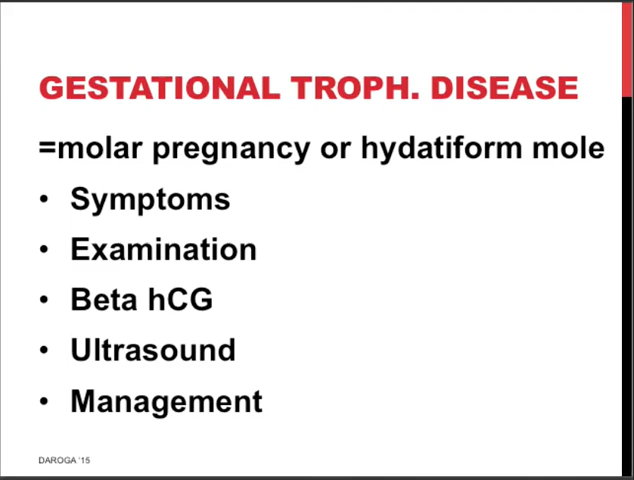 GESTATIONAL TROPH. DISEASE
=molar pregnancy or hydatiform mole
• Symptoms
• Examination
• Beta hCG
• Ultrasound
• Management
DAROGA '15